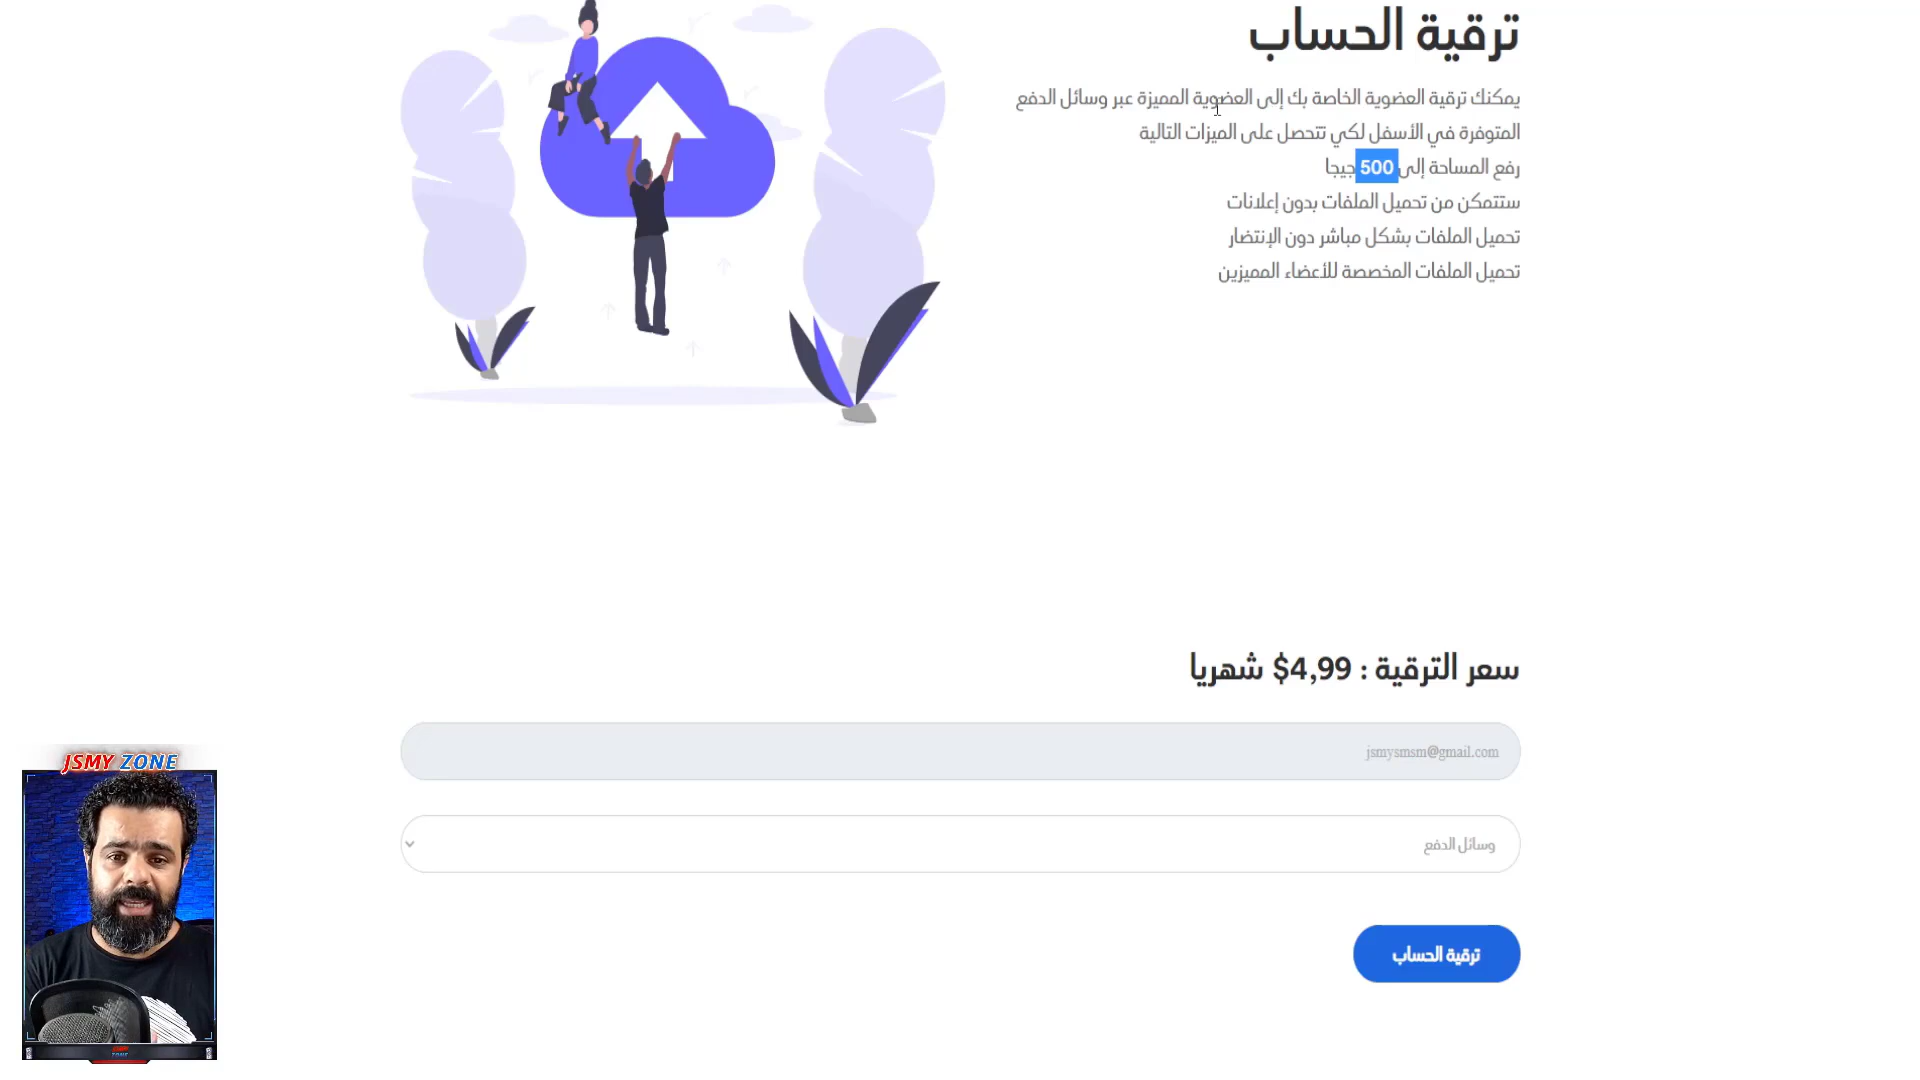 ترقية الحساب
يمكنك ترقية العضوية الخاصة بك إلى العضوية المميزة عبر وسائل الدفع
المتوفرة في الأسفل لكي تتحصل على الميزات التالية
رفع المساحة إلى 500 جيجا
ستتمكن من تحميل الملفات بدون إعلانات
تحميل الملفات بشكل مباشر دون الإنتضار
تحميل الملفات المخصصة للأعضاء المميزين
سعر الترقية : 4,99$ شهريا
jsmysmsm@gmail.com
وسائل الدفع
ترقية الحساب
JSMY ZONE